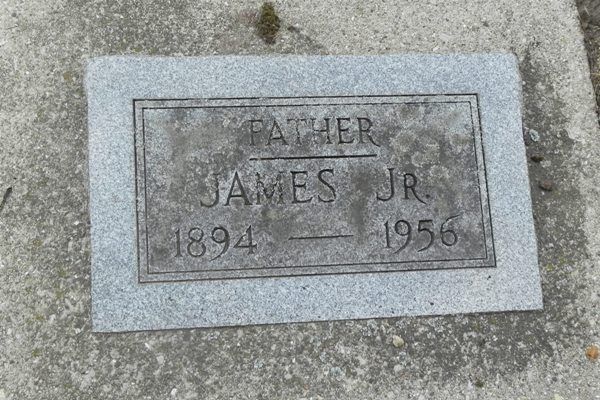 FATHER
JAMES JR.
1894 — 1956